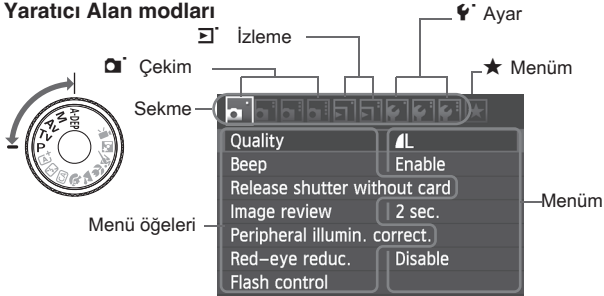 Yaratıcı Alan modları
Ayar
İzleme
Çekim
Menüm
Sekme
A-DEP
M
Av
Tv
P
Quality L
Beep Enable
Release shutter without card
Image review 2 sec.
Peripheral illumin. correct.
Red-eye reduc. Disable
Flash control
Menü öğeleri
Menüm